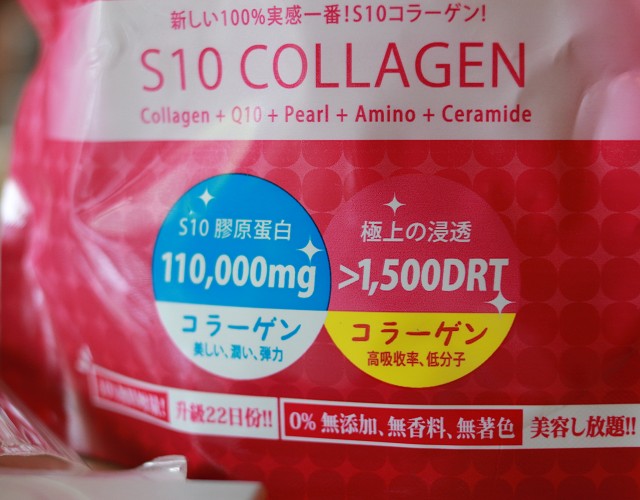 新しい100%実感一番!S10コラーゲン!
S10 COLLAGEN
Collagen + Q10 + Pearl + Amino + Ceramide
S10 膠原蛋白
110,000mg
コラーゲン
美しい、潤い、弾力
極上の浸透
>1,500DRT
コラーゲン
高吸收率、低分子
升級22日份!!
0% 無添加、無香料、無著色
美容し放題!!